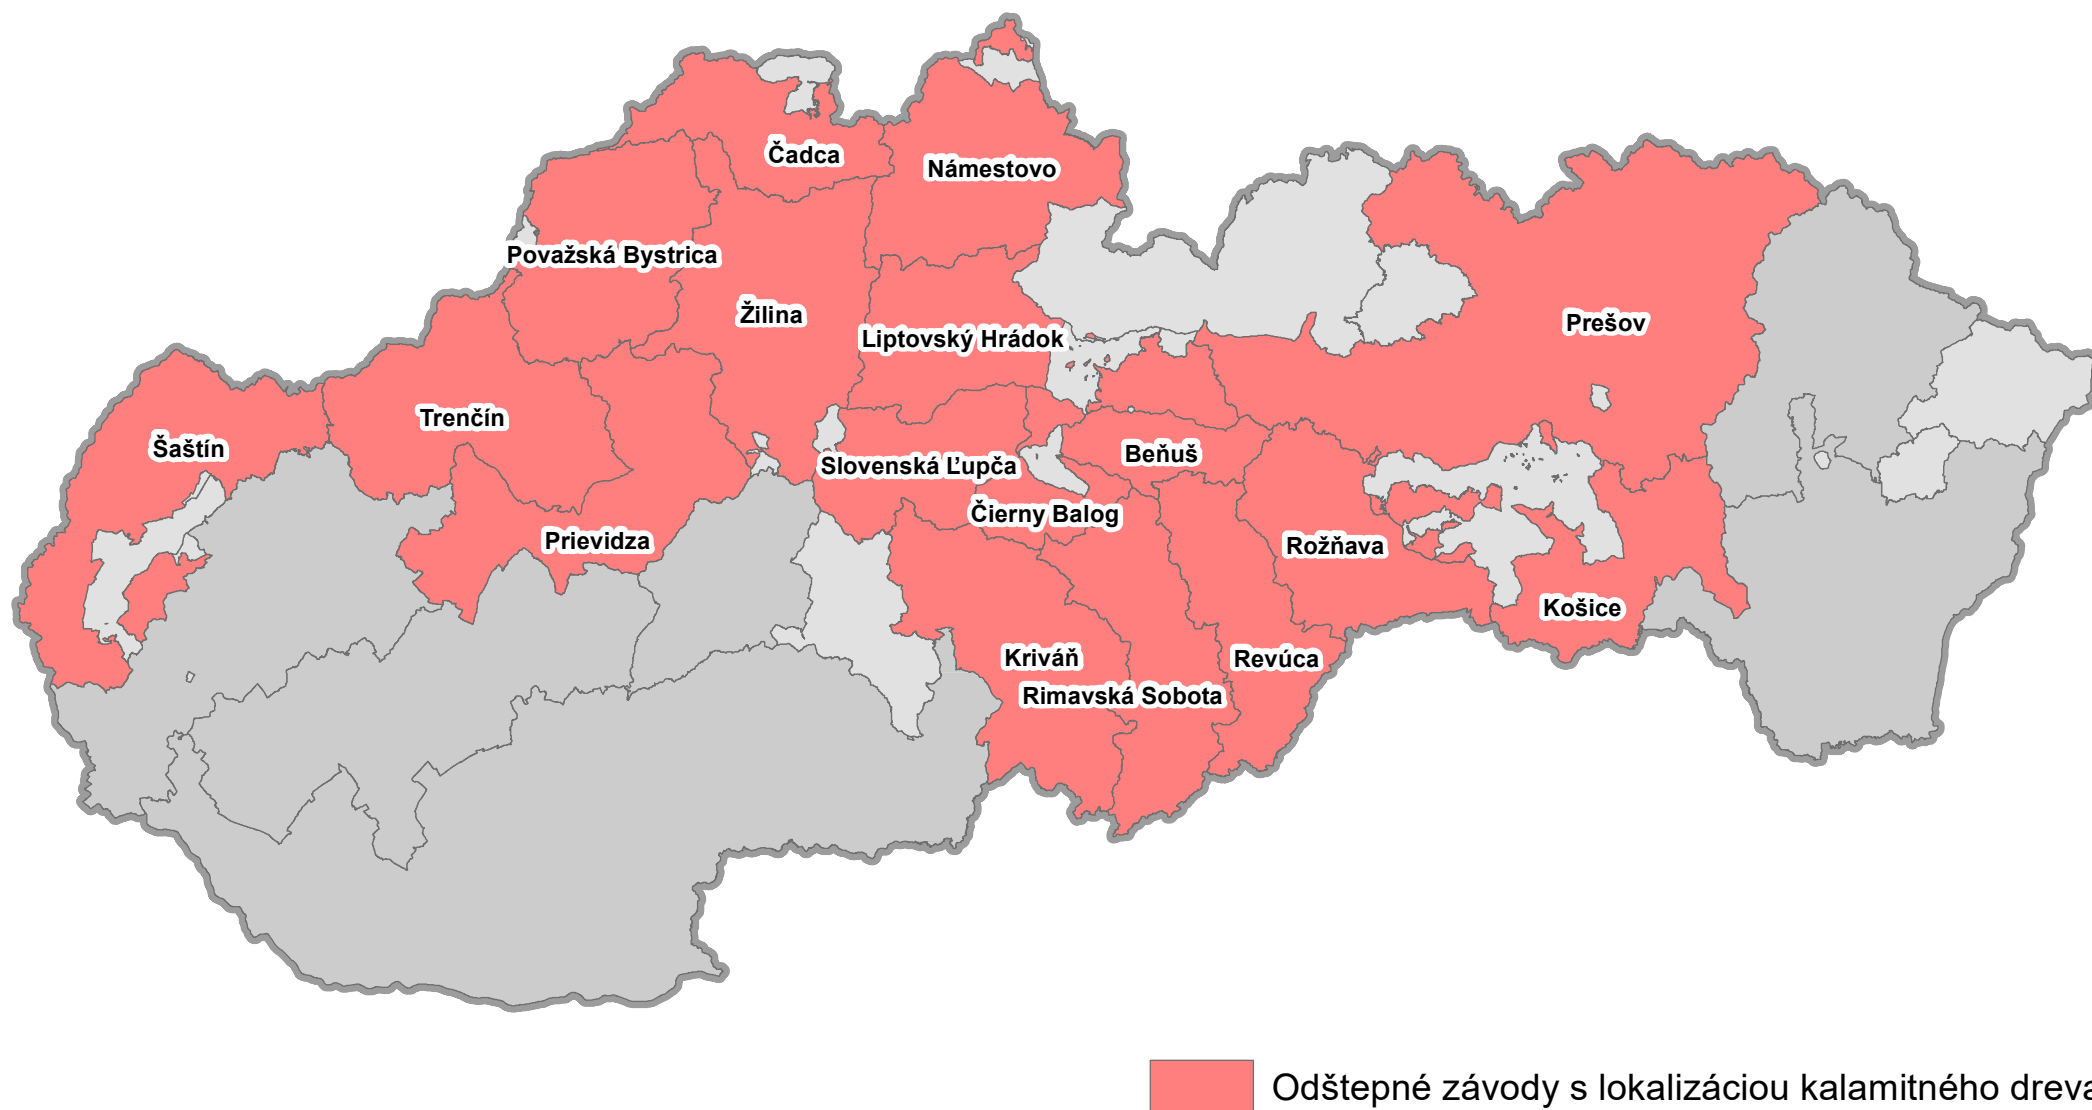 Čadca
Námestovo
Považská Bystrica
Žilina
Prešov
Liptovský Hrádok
Trenčín
Šaštín
Beňuš
Slovenská Ľupča
Čierny Balog
Prievidza
Rožňava
Košice
Kriváň
Revúca
Rimavská Sobota
Odštepné závody s lokalizáciou kalamitného dreva